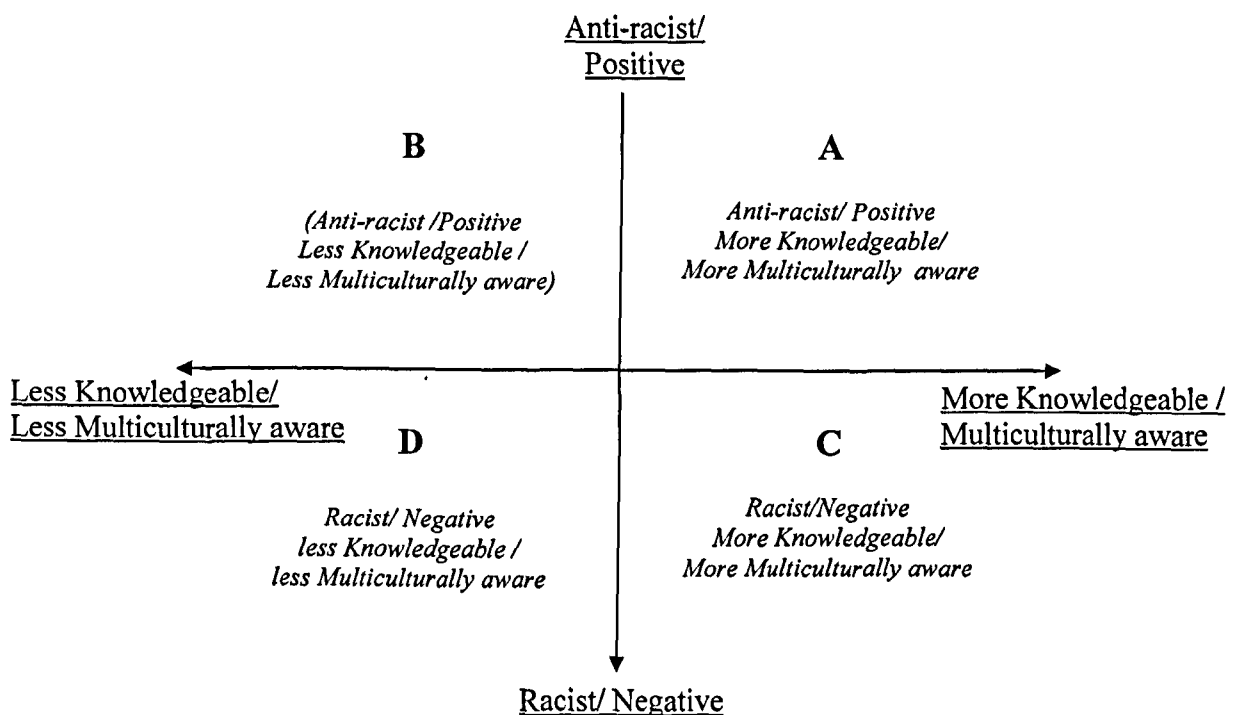 Anti-racist/
Positive
B
A
(Anti-racist /Positive
Less Knowledgeable /
Less Multiculturally aware)
Anti-racist/ Positive
More Knowledgeable/
More Multiculturally aware
Less Knowledgeable/
Less Multiculturally aware
More Knowledgeable /
Multiculturally aware
D
C
Racist/ Negative
less Knowledgeable /
less Multiculturally aware
Racist/Negative
More Knowledgeable/
More Multiculturally aware
Racist/ Negative